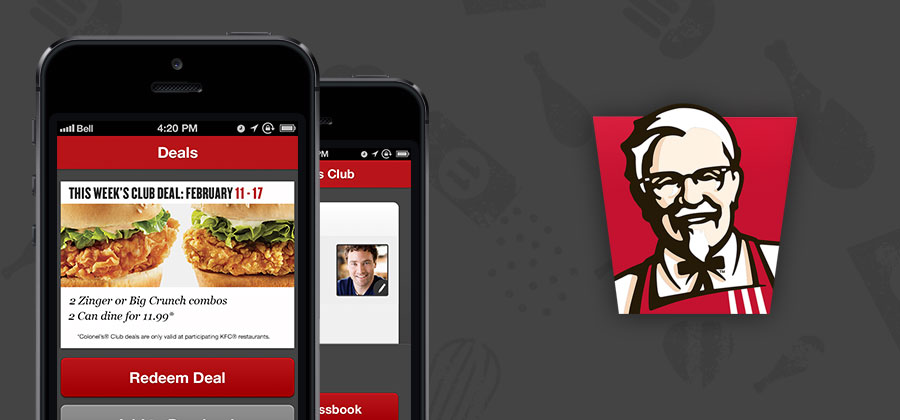 Bell
4:20 PM
Deals
THIS WEEK'S CLUB DEAL: FEBRUARY 11 - 17
2 Zinger or Big Crunch combos
2 Can dine for 11.99*
*Colonel's® Club deals are only valid at participating KFC® restaurants.
Redeem Deal
PM
's Club
ssbook
TM